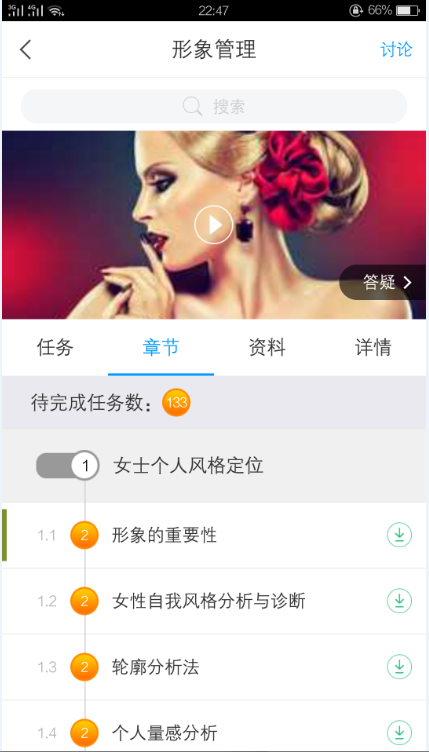 3G 4G 22:47 66%
形象管理 讨论
搜索
答疑
任务 章节 资料 详情
待完成任务数： 133
1 女士个人风格定位
1.1 2 形象的重要性
1.2 2 女性自我风格分析与诊断
1.3 2 轮廓分析法
1.4 2 个人量感分析